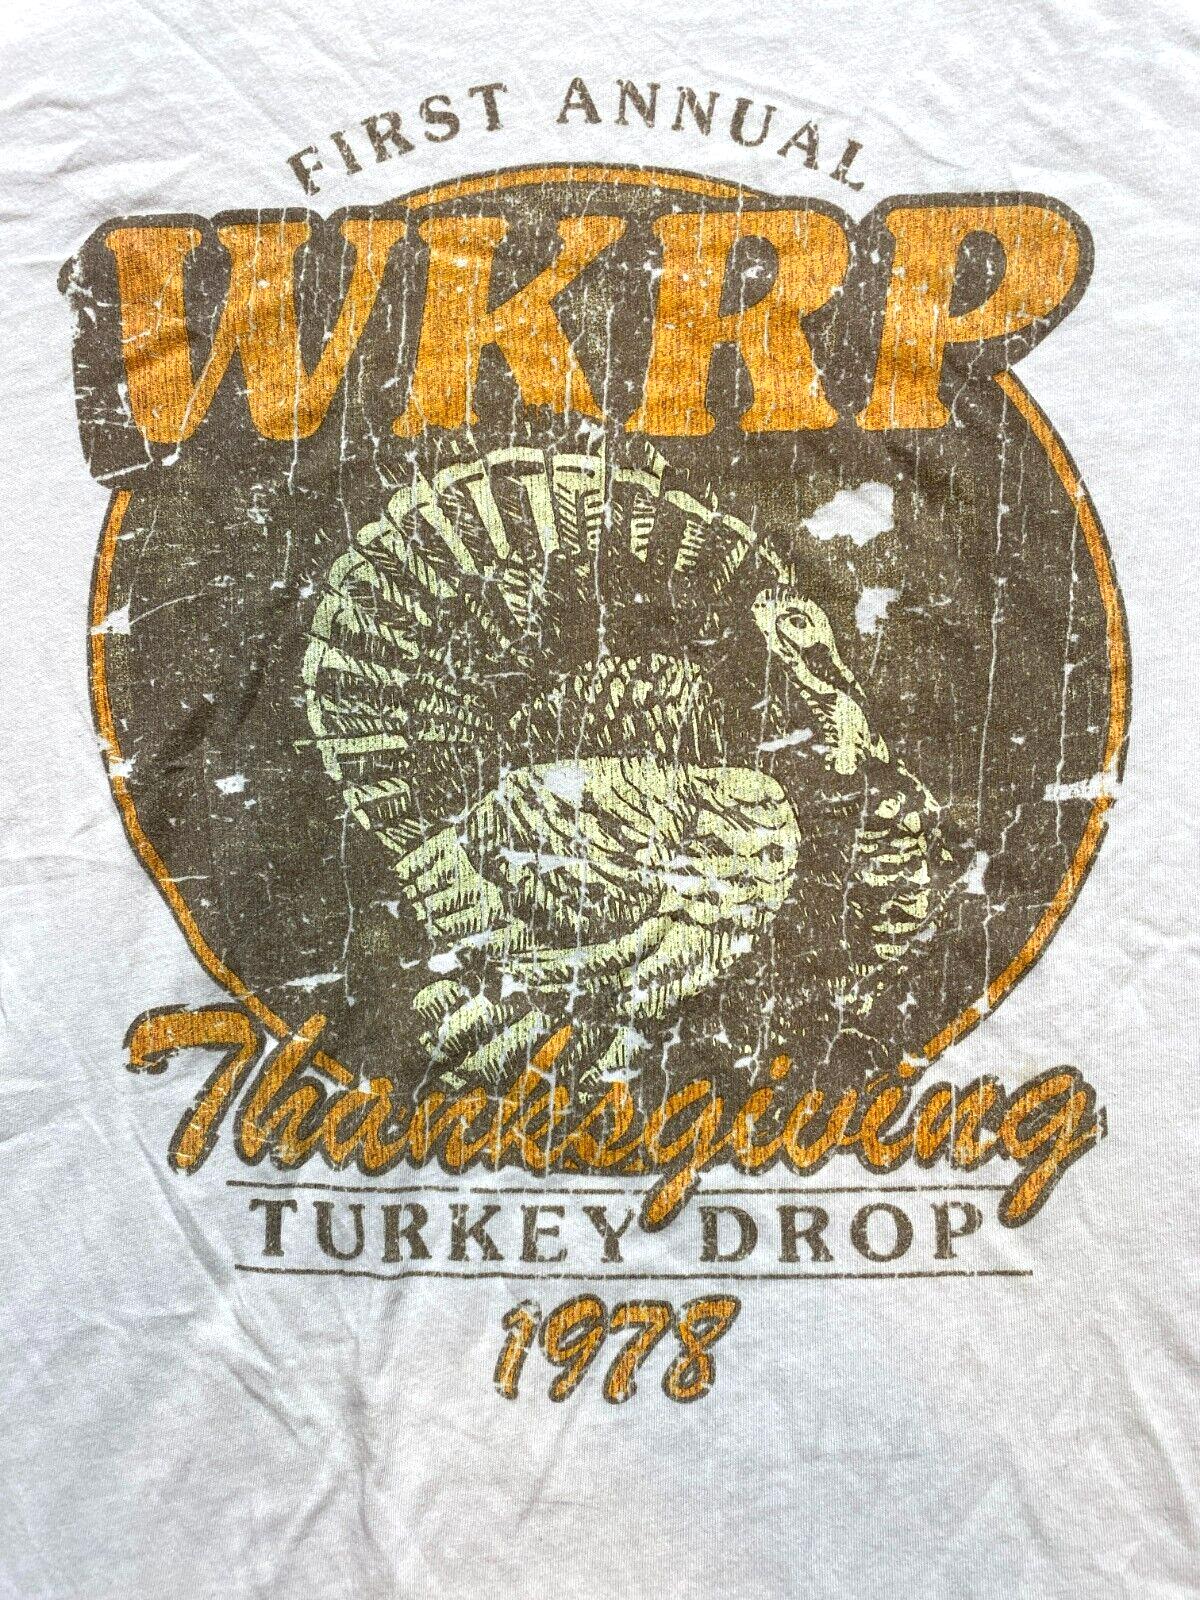 FIRST ANNUAL
WKRP
Thanksgiving
TURKEY DROP
1978